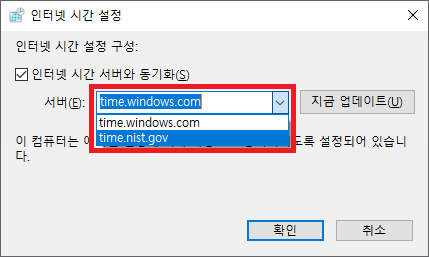 인터넷 시간 설정
인터넷 시간 설정 구성:
인터넷 시간 서버와 동기화(S)
서버(E): time.windows.com 지금 업데이트(U)
time.windows.com
time.nist.gov
이 컴퓨터는 도록 설정되어 있습니
다.
확인 취소